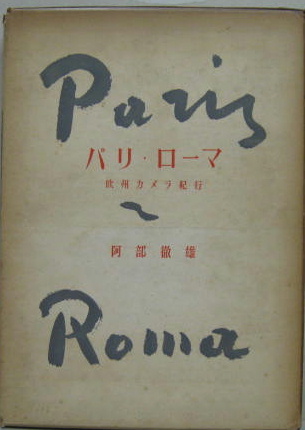 Paris
パリ・ローマ
欧州カメラ紀行
~
阿部徹雄
Roma